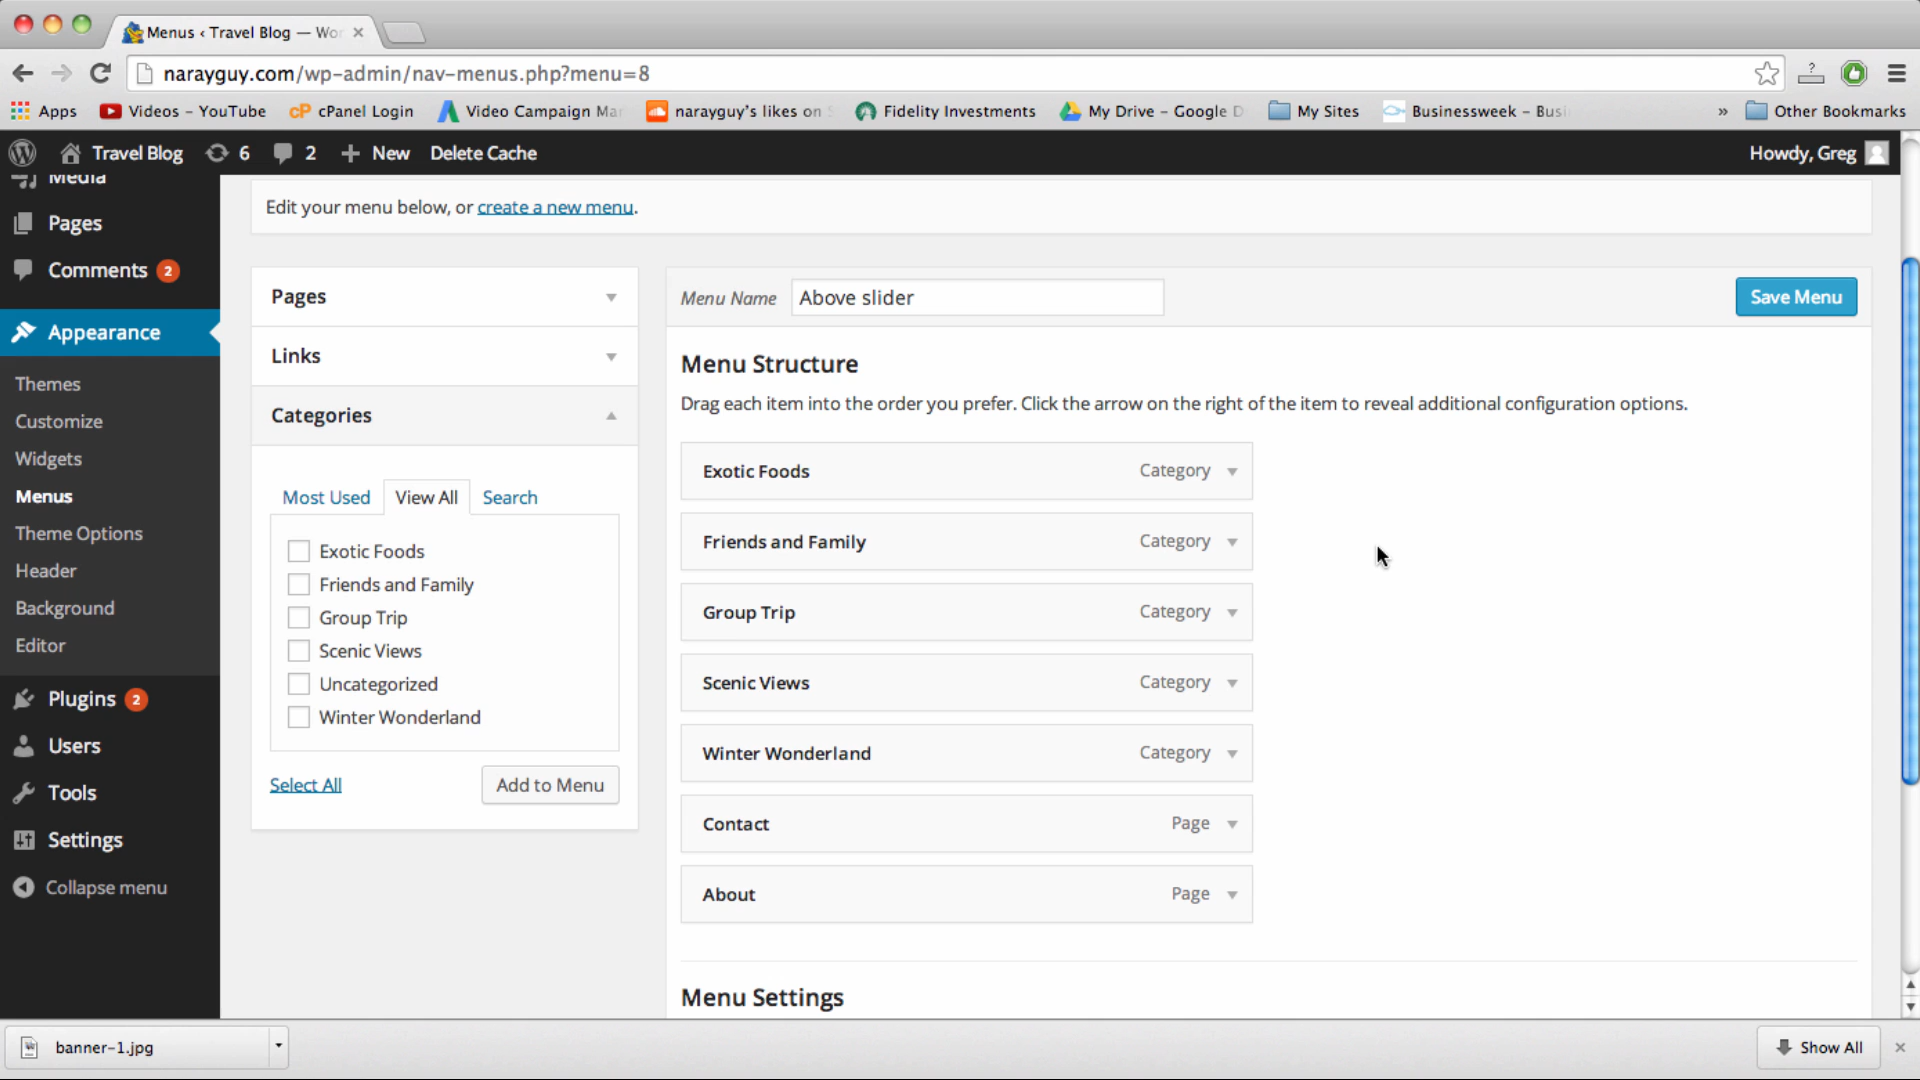 Menus ‹ Travel Blog — Wor
narayguy.com/wp-admin/nav-menus.php?menu=8
Apps Videos – YouTube cP cPanel Login Video Campaign Ma narayguy's likes on Fidelity Investments My Drive – Google D My Sites Businessweek – Busi » Other Bookmarks
Travel Blog 6 2 + New Delete Cache Howdy, Greg
Media
Pages
Comments 2
Appearance
Themes
Customize
Widgets
Menus
Theme Options
Header
Background
Editor
Plugins 2
Users
Tools
Settings
Collapse menu
Edit your menu below, or create a new menu.
Pages
Links
Categories
Most Used View All Search
Exotic Foods
Friends and Family
Group Trip
Scenic Views
Uncategorized
Winter Wonderland
Select All Add to Menu
Menu Name Above slider Save Menu
Menu Structure
Drag each item into the order you prefer. Click the arrow on the right of the item to reveal additional configuration options.
Exotic Foods Category
Friends and Family Category
Group Trip Category
Scenic Views Category
Winter Wonderland Category
Contact Page
About Page
Menu Settings
banner-1.jpg Show All